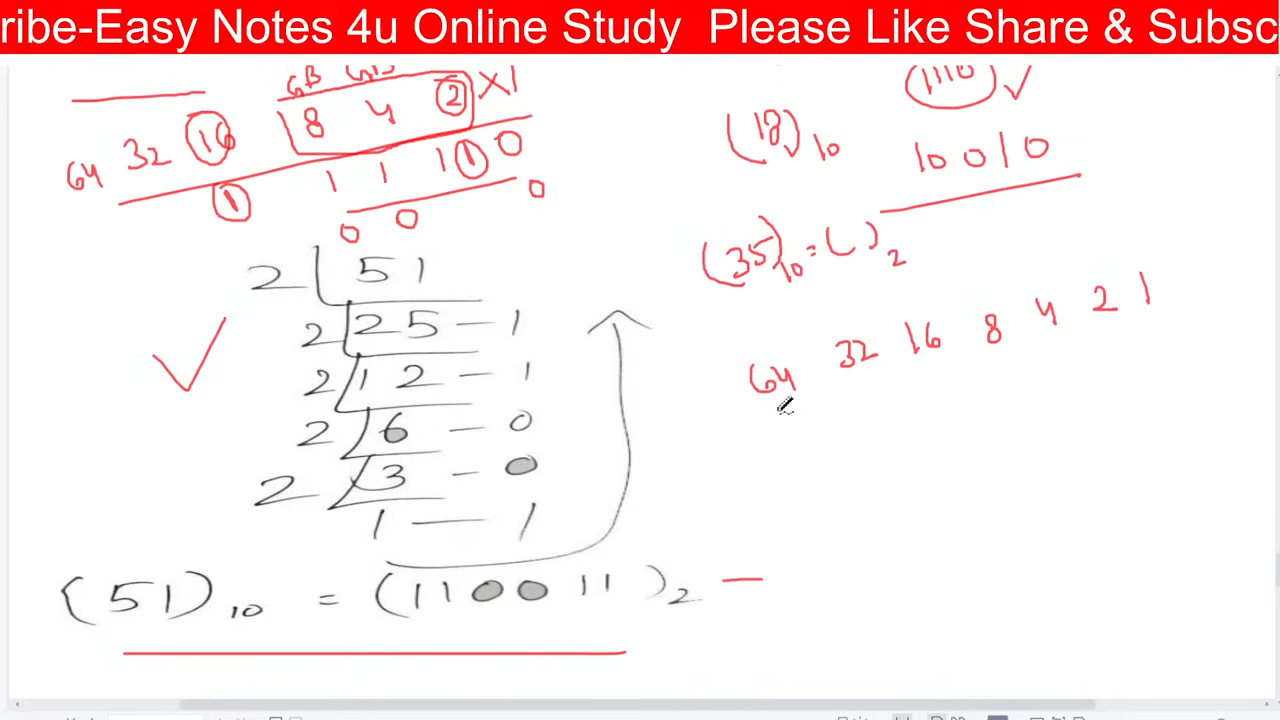 ribe-Easy Notes 4u Online Study Please Like Share & Subsc
64 32 16 8 4 2 X1
1 1 1 1 1 0
0 0 0
1110
(18)10
10010
(35)10 = ( )2
64 32 16 8 4 2 1
2 51
2 25 - 1
2 12 - 1
2 6 - 0
2 3 - 0
1 - 1
(51)10 = (110011)2 -